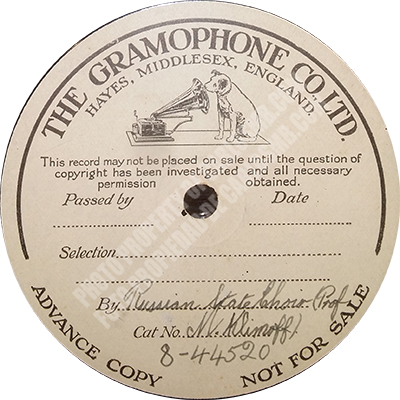 THE GRAMOPHONE CO. LTD.
HAYES, MIDDLESEX, ENGLAND.
This record may not be placed on sale until the question of
copyright has been investigated and all necessary
permission obtained.
Passed by Date
Selection
By Russian State Choir (Prof
M. Klimoff)
Cat No.
8-44520
ADVANCE COPY
NOT FOR SALE